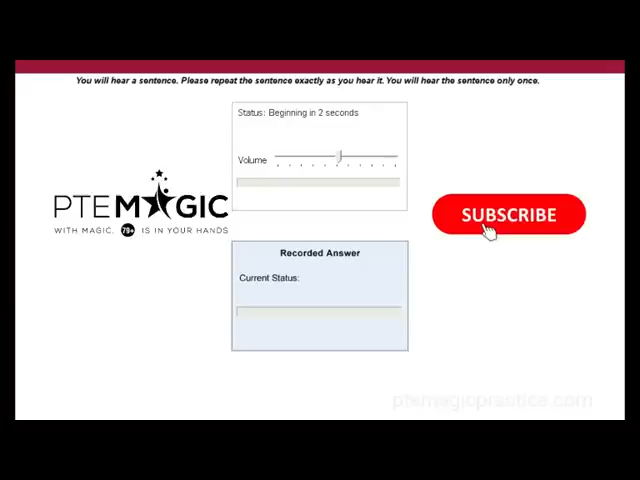 You will hear a sentence. Please repeat the sentence exactly as you hear it. You will hear the sentence only once.
Status: Beginning in 2 seconds
Volume
PTEMAGIC
WITH MAGIC, 79+ IS IN YOUR HANDS
SUBSCRIBE
Recorded Answer
Current Status:
ptemagicpractice.com